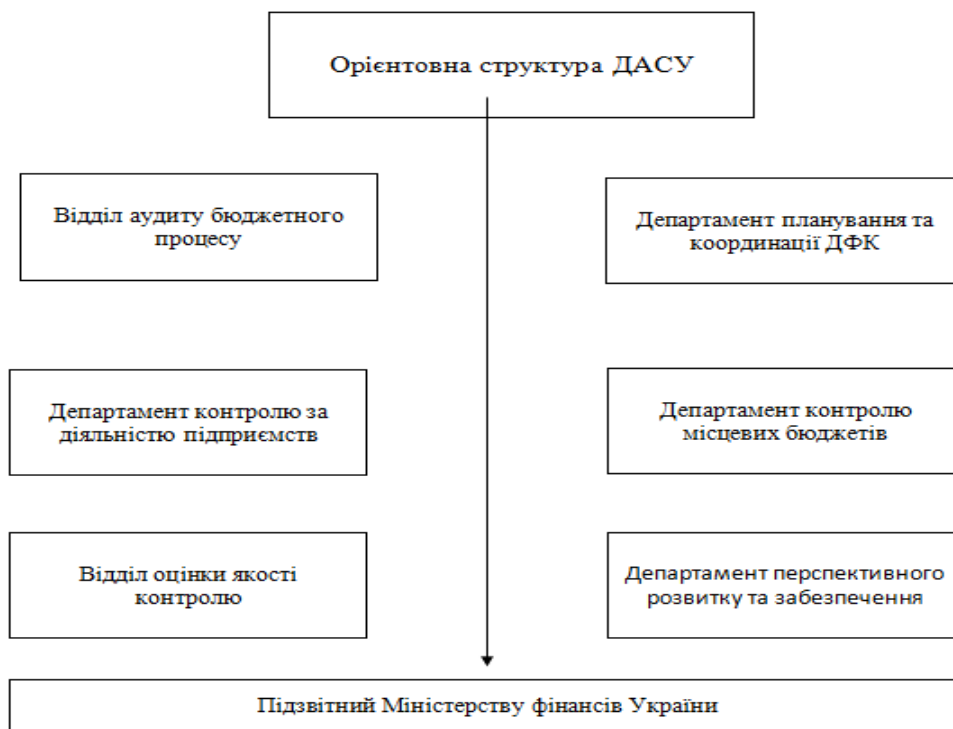 Орієнтовна структура ДАСУ
Відділ аудиту бюджетного
процесу
Департамент планування та
координації ДФК
Департамент контролю за
діяльністю підприємств
Департамент контролю
місцевих бюджетів
Відділ оцінки якості
контролю
Департамент перспективного
розвитку та забезпечення
Підзвітний Міністерству фінансів України